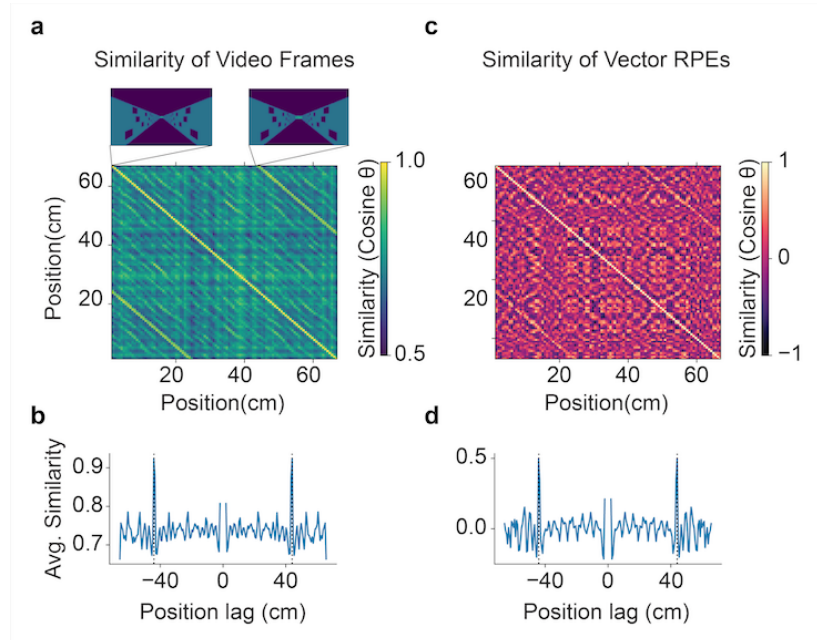 a
Similarity of Video Frames
60
40
20
Position(cm)
20 40 60
Position(cm)
1.0
0.5
Similarity (Cosine θ)
b
0.9
0.8
0.7
Avg. Similarity
−40 0 40
Position lag (cm)
c
Similarity of Vector RPEs
60
40
20
20 40 60
Position(cm)
1
0
−1
Similarity (Cosine θ)
d
0.5
0.0
−40 0 40
Position lag (cm)